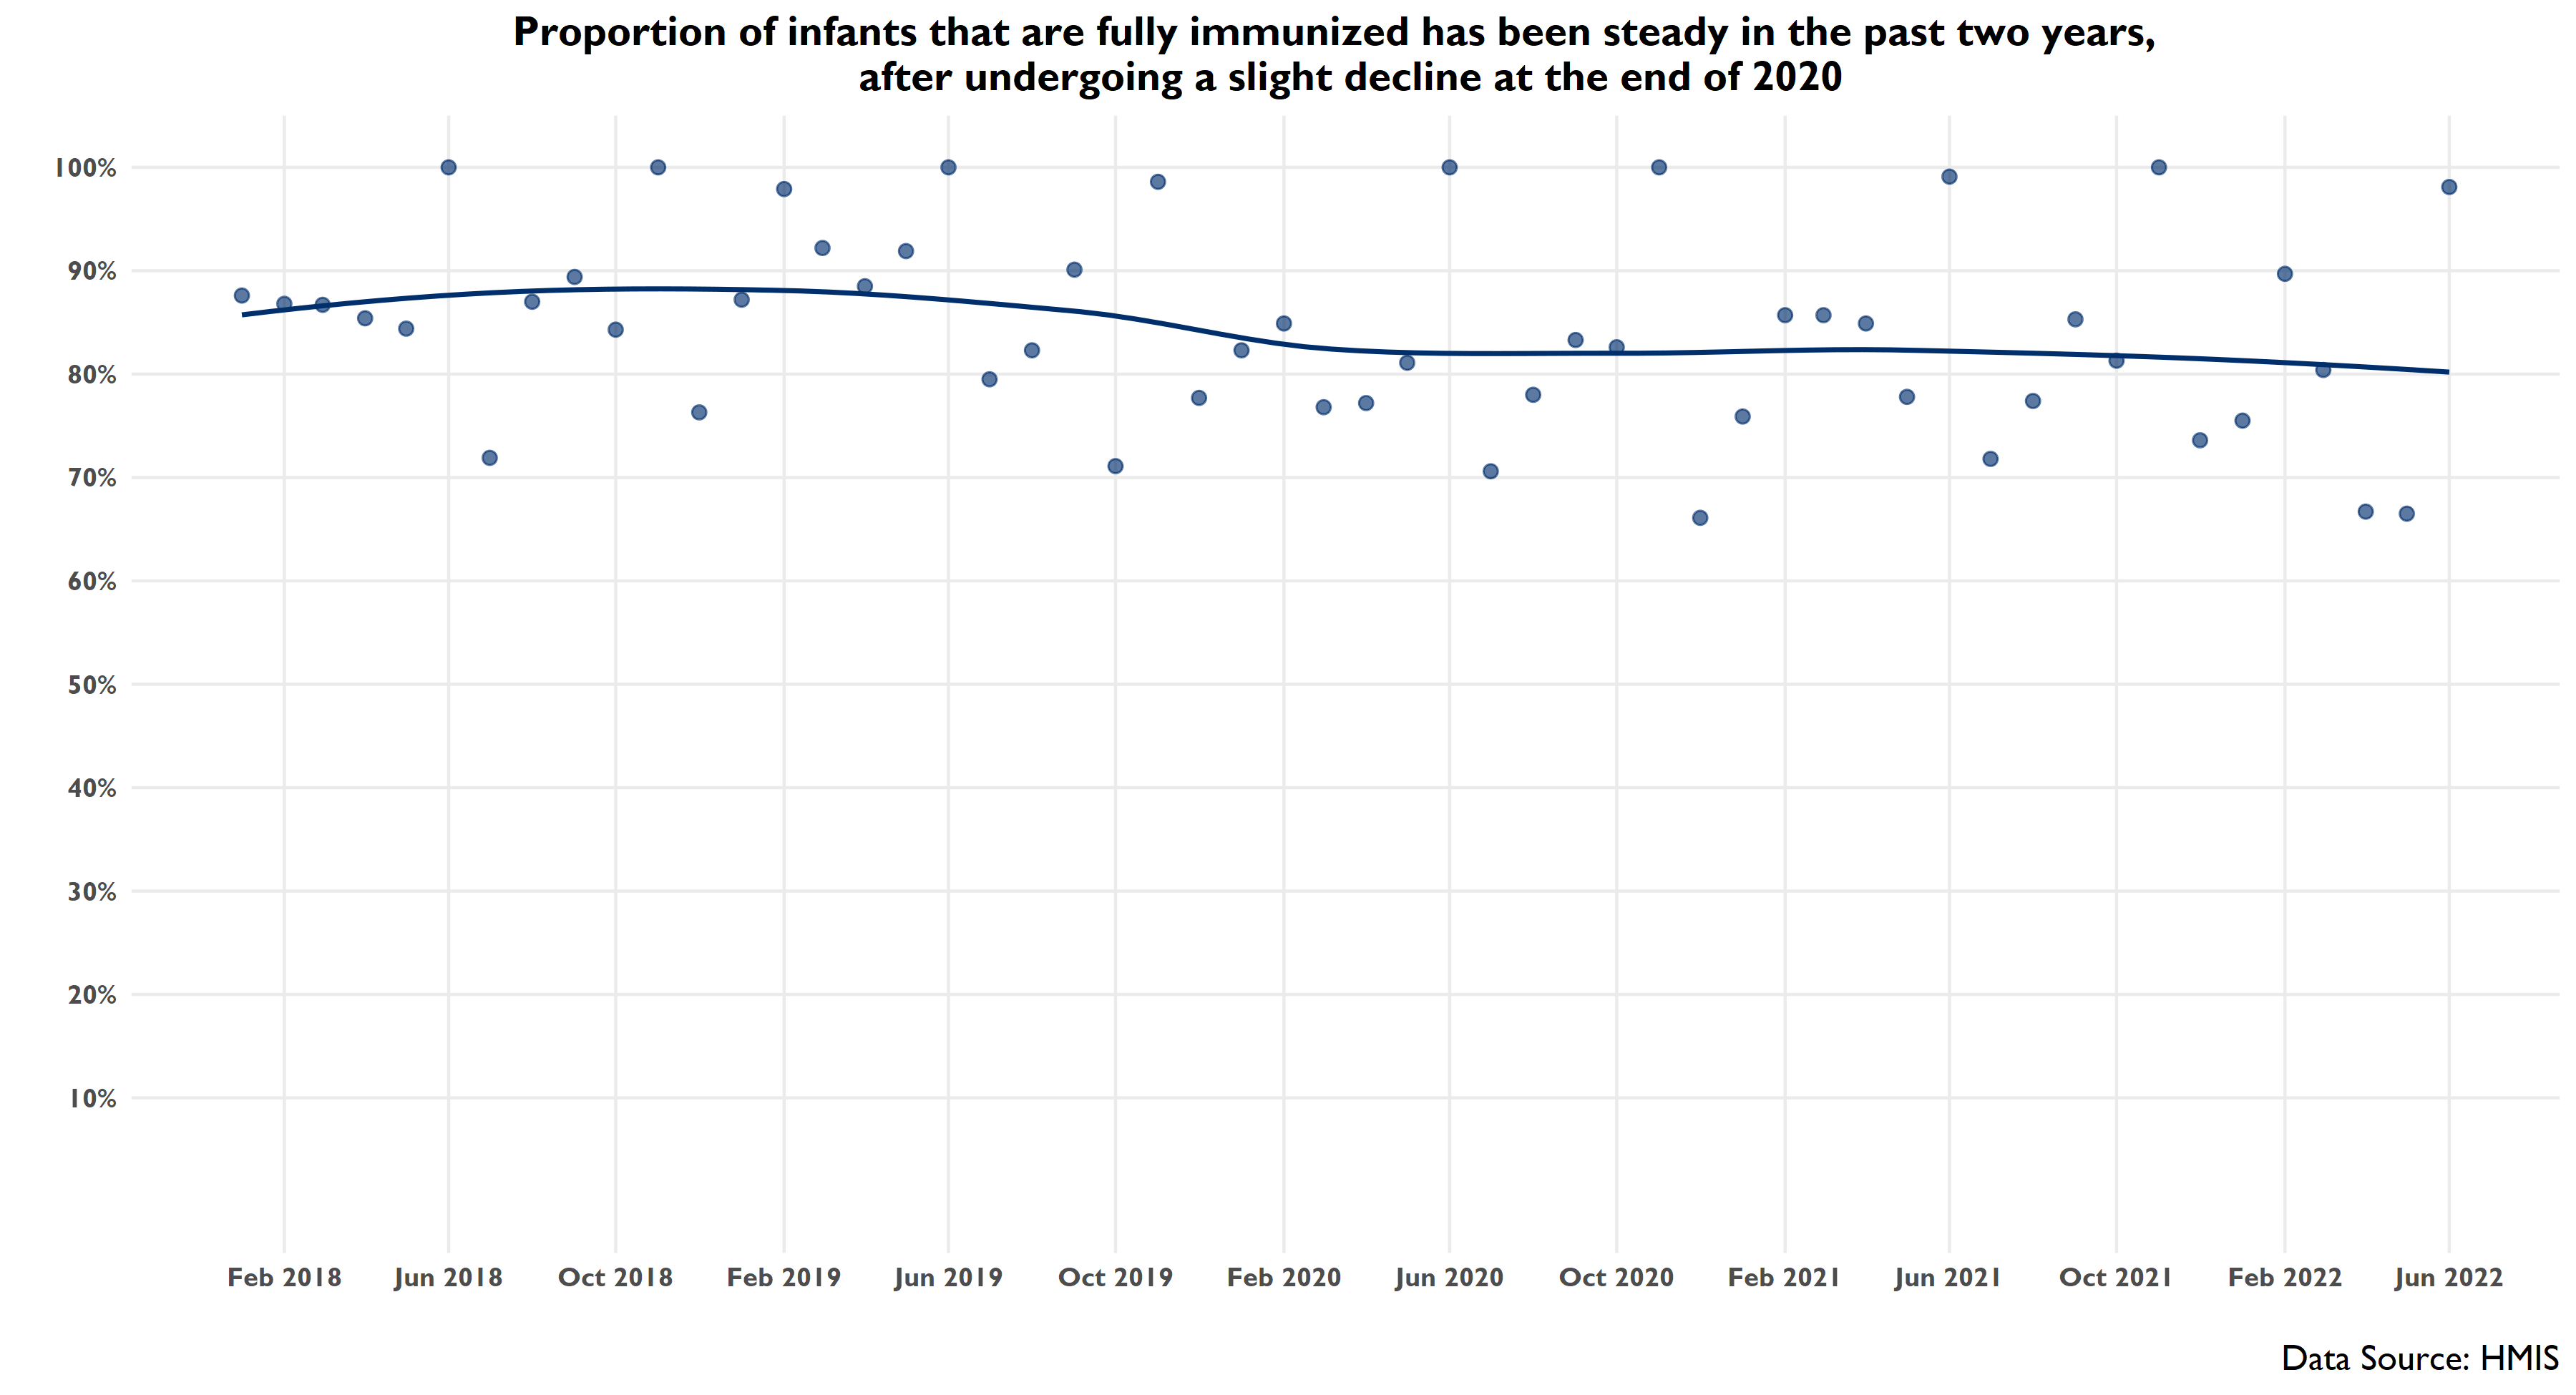 Proportion of infants that are fully immunized has been steady in the past two years,
after undergoing a slight decline at the end of 2020
100%
90%
80%
70%
60%
50%
40%
30%
20%
10%
Feb 2018 Jun 2018 Oct 2018 Feb 2019 Jun 2019 Oct 2019 Feb 2020 Jun 2020 Oct 2020 Feb 2021 Jun 2021 Oct 2021 Feb 2022 Jun 2022
Data Source: HMIS